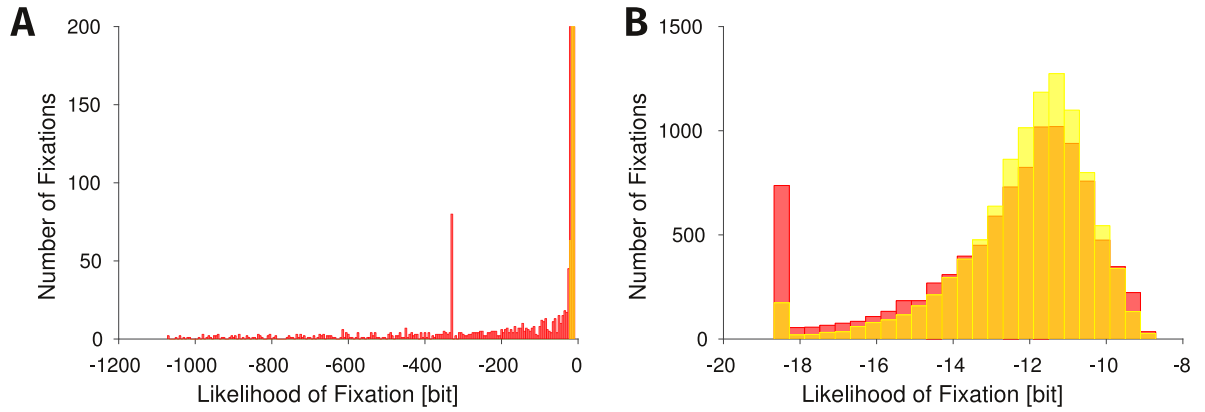 A
200
150
100
50
0
Number of Fixations
-1200 -1000 -800 -600 -400 -200 0
Likelihood of Fixation [bit]
B
1500
1000
500
0
Number of Fixations
-20 -18 -16 -14 -12 -10 -8
Likelihood of Fixation [bit]